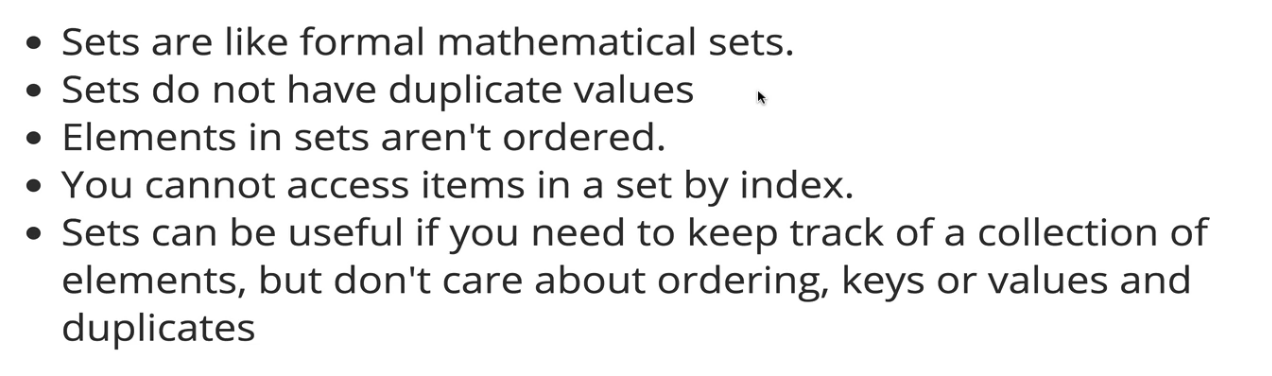 • Sets are like formal mathematical sets.
• Sets do not have duplicate values
• Elements in sets aren't ordered.
• You cannot access items in a set by index.
• Sets can be useful if you need to keep track of a collection of
elements, but don't care about ordering, keys or values and
duplicates